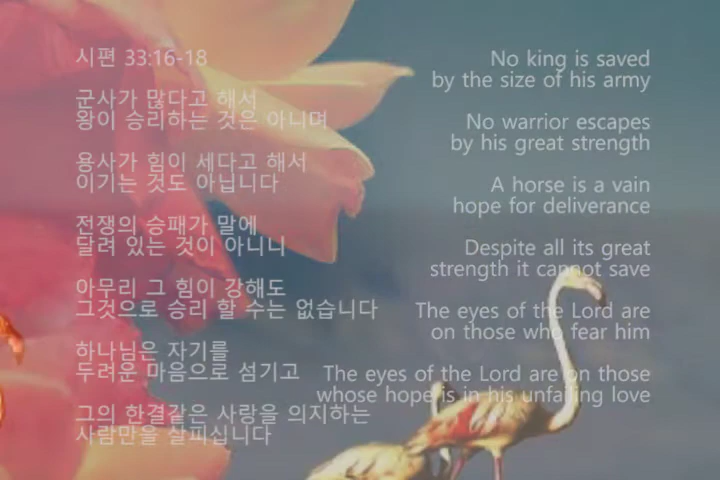 시편 33:16-18
군사가 많다고 해서
왕이 승리하는 것은 아니며
용사가 힘이 세다고 해서
이기는 것도 아닙니다
전쟁의 승패가 말에
달려 있는 것이 아니니
아무리 그 힘이 강해도
그것으로 승리 할 수는 없습니다
하나님은 자기를
두려운 마음으로 섬기고
그의 한결같은 사랑을 의지하는
사람만을 살피십니다
No king is saved
by the size of his army
No warrior escapes
by his great strength
A horse is a vain
hope for deliverance
Despite all its great
strength it cannot save
The eyes of the Lord are
on those who fear him
The eyes of the Lord are on those
whose hope is in his unfailing love